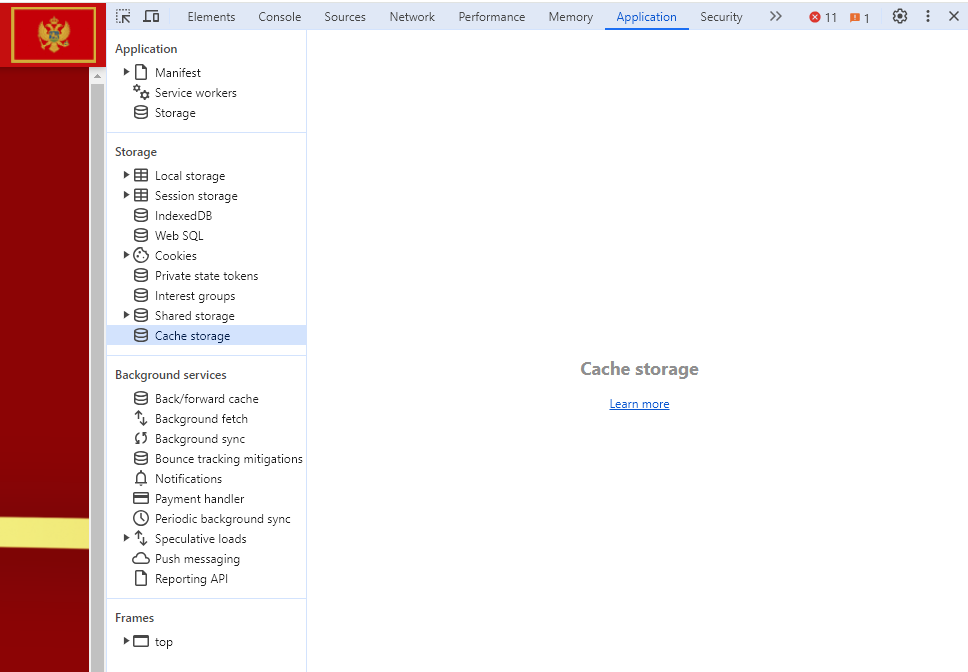 Elements Console Sources Network Performance Memory Application Security 11 1
Application
Manifest
Service workers
Storage
Storage
Local storage
Session storage
IndexedDB
Web SQL
Cookies
Private state tokens
Interest groups
Shared storage
Cache storage
Cache storage
Learn more
Background services
Back/forward cache
Background fetch
Background sync
Bounce tracking mitigations
Notifications
Payment handler
Periodic background sync
Speculative loads
Push messaging
Reporting API
Frames
top